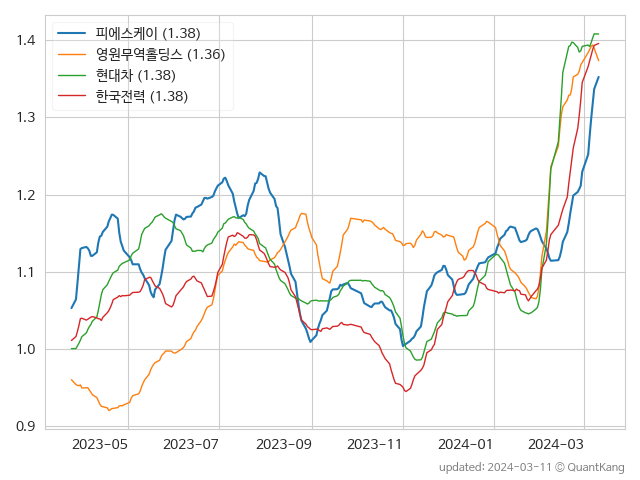 피에스케이 (1.38)
영원무역홀딩스 (1.36)
현대차 (1.38)
한국전력 (1.38)
1.4
1.3
1.2
1.1
1.0
0.9
2023-05 2023-07 2023-09 2023-11 2024-01 2024-03
updated: 2024-03-11 © QuantKang